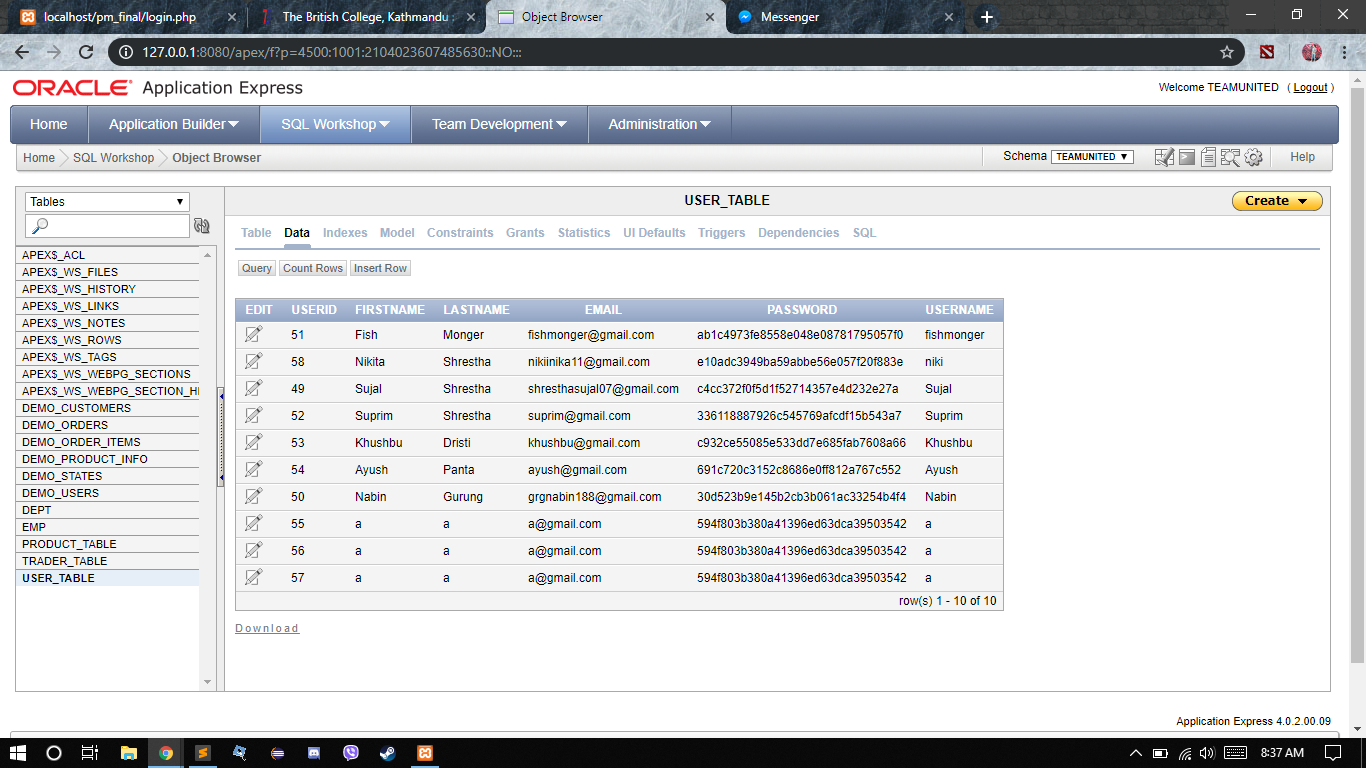 localhost/pm_final/login.php
The British College, Kathmandu
Object Browser
Messenger
127.0.0.1:8080/apex/f?p=4500:1001:2104023607485630::NO:::
ORACLE Application Express
Welcome TEAMUNITED ( Logout )
Home Application Builder SQL Workshop Team Development Administration
Home SQL Workshop Object Browser
Schema TEAMUNITED
Help
Tables
APEX$_ACL
APEX$_WS_FILES
APEX$_WS_HISTORY
APEX$_WS_LINKS
APEX$_WS_NOTES
APEX$_WS_ROWS
APEX$_WS_TAGS
APEX$_WS_WEBPG_SECTIONS
APEX$_WS_WEBPG_SECTION_HI
DEMO_CUSTOMERS
DEMO_ORDERS
DEMO_ORDER_ITEMS
DEMO_PRODUCT_INFO
DEMO_STATES
DEMO_USERS
DEPT
EMP
PRODUCT_TABLE
TRADER_TABLE
USER_TABLE
USER_TABLE
Create
Table Data Indexes Model Constraints Grants Statistics UI Defaults Triggers Dependencies SQL
Query Count Rows Insert Row
EDIT USERID FIRSTNAME LASTNAME EMAIL PASSWORD USERNAME
51 Fish Monger fishmonger@gmail.com ab1c4973fe8558e048e08781795057f0 fishmonger
58 Nikita Shrestha nikiinika11@gmail.com e10adc3949ba59abbe56e057f20f883e niki
49 Sujal Shrestha shresthasujal07@gmail.com c4cc372f0f5d1f52714357e4d232e27a Sujal
52 Suprim Shrestha suprim@gmail.com 336118887926c545769afcdf15b543a7 Suprim
53 Khushbu Dristi khushbu@gmail.com c932ce55085e533dd7e685fab7608a66 Khushbu
54 Ayush Panta ayush@gmail.com 691c720c3152c8686e0ff812a767c552 Ayush
50 Nabin Gurung grgnabin188@gmail.com 30d523b9e145b2cb3b061ac33254b4f4 Nabin
55 a a a@gmail.com 594f803b380a41396ed63dca39503542 a
56 a a a@gmail.com 594f803b380a41396ed63dca39503542 a
57 a a a@gmail.com 594f803b380a41396ed63dca39503542 a
row(s) 1 - 10 of 10
Download
Application Express 4.0.2.00.09
8:37 AM